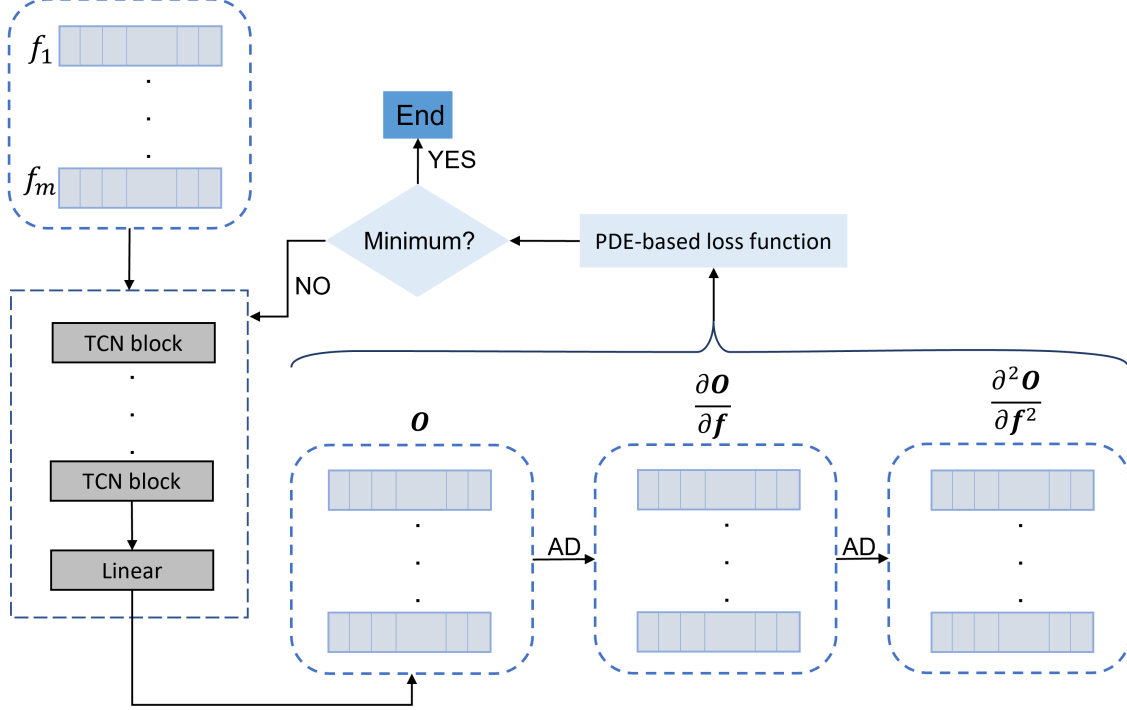 f₁
fₘ
End
YES
Minimum?
PDE-based loss function
NO
TCN block
TCN block
Linear
O
∂O/∂f
∂²O/∂f²
AD
AD